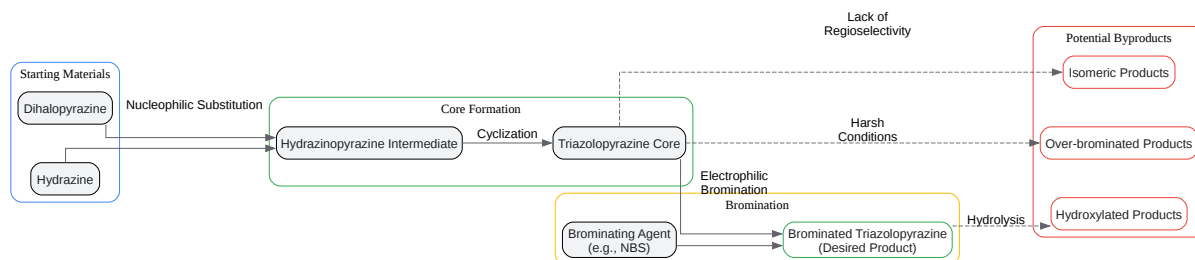 Lack of
Regioselectivity
Potential Byproducts
Starting Materials
Isomeric Products
Dihalopyrazine
Nucleophilic Substitution
Core Formation
Harsh
Conditions
Hydrazinopyrazine Intermediate
Cyclization
Triazolopyrazine Core
Over-brominated Products
Hydrazine
Electrophilic
Bromination
Bromination
Hydroxylated Products
Brominating Agent
(e.g., NBS)
Brominated Triazolopyrazine
(Desired Product)
Hydrolysis